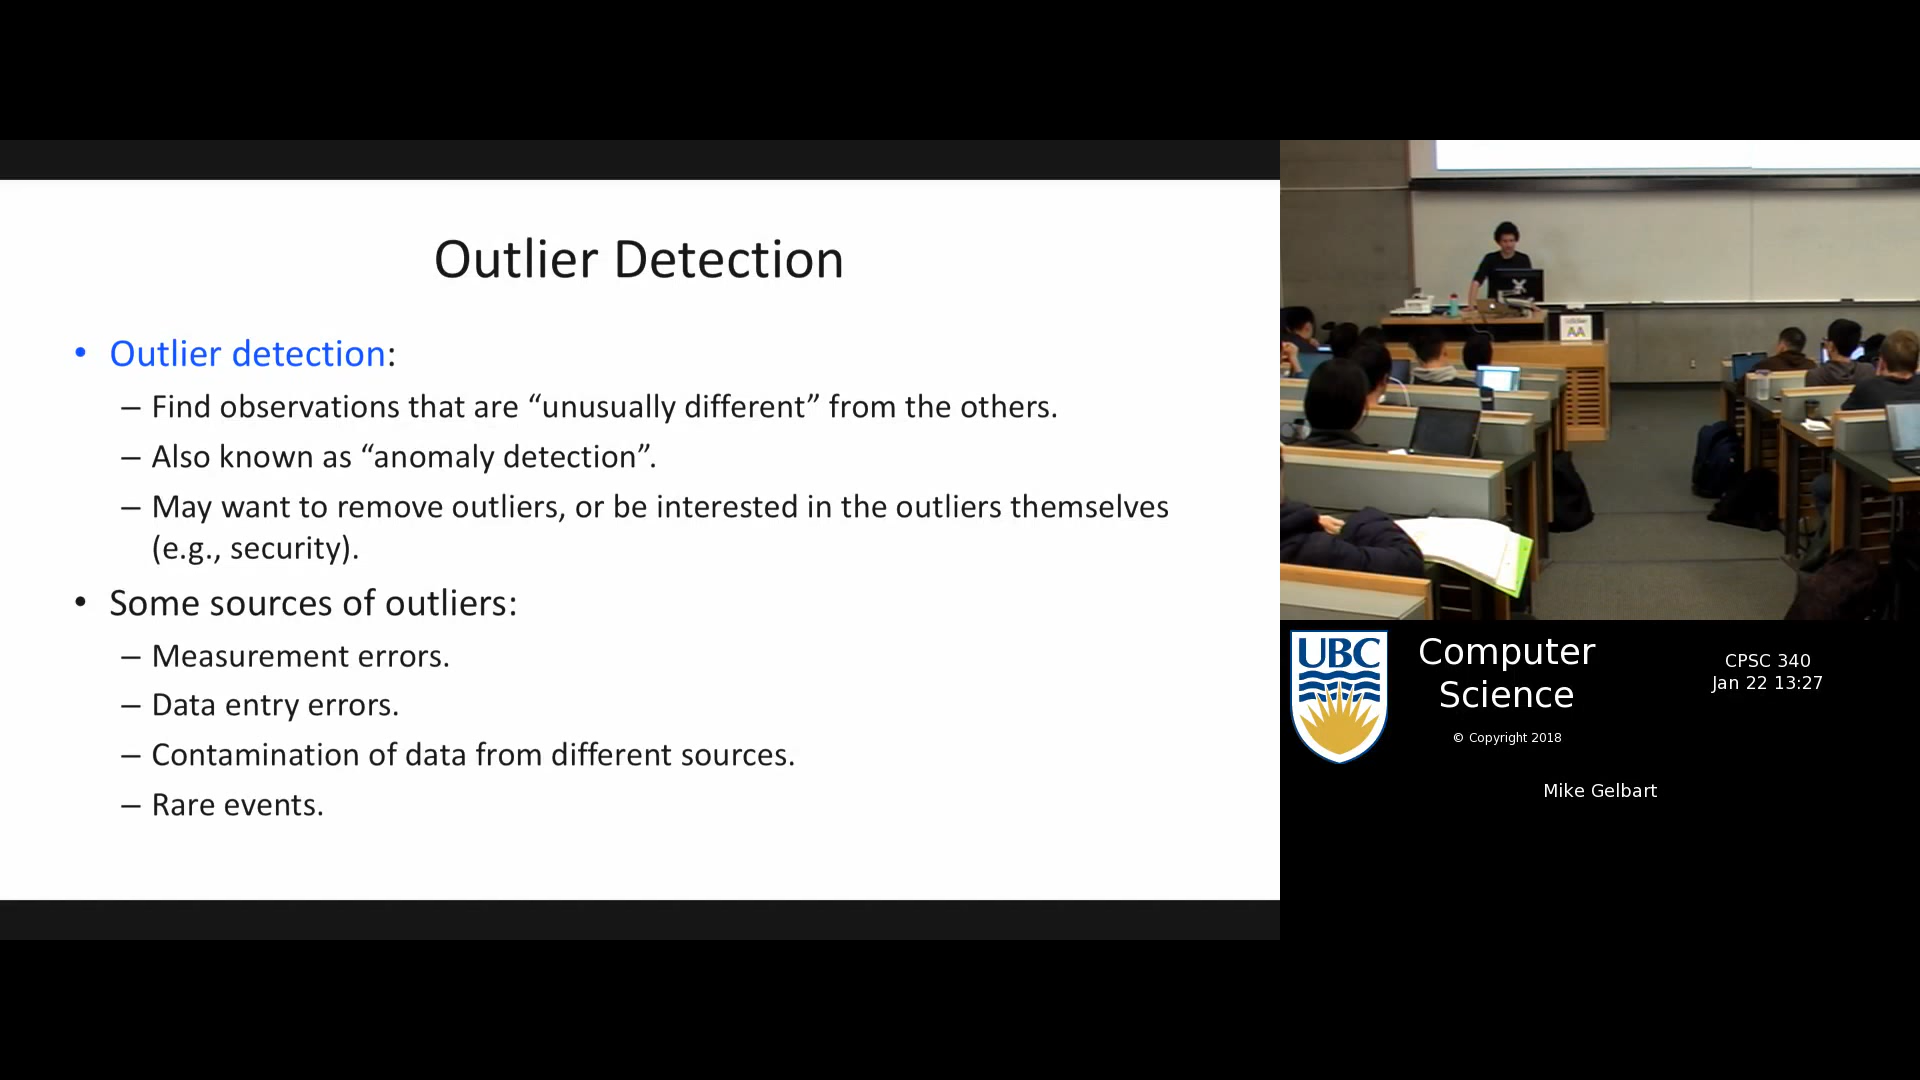 Outlier Detection
• Outlier detection:
– Find observations that are “unusually different” from the others.
– Also known as “anomaly detection”.
– May want to remove outliers, or be interested in the outliers themselves
(e.g., security).
• Some sources of outliers:
– Measurement errors.
– Data entry errors.
– Contamination of data from different sources.
– Rare events.
AA
UBC
Computer
Science
© Copyright 2018
CPSC 340
Jan 22 13:27
Mike Gelbart